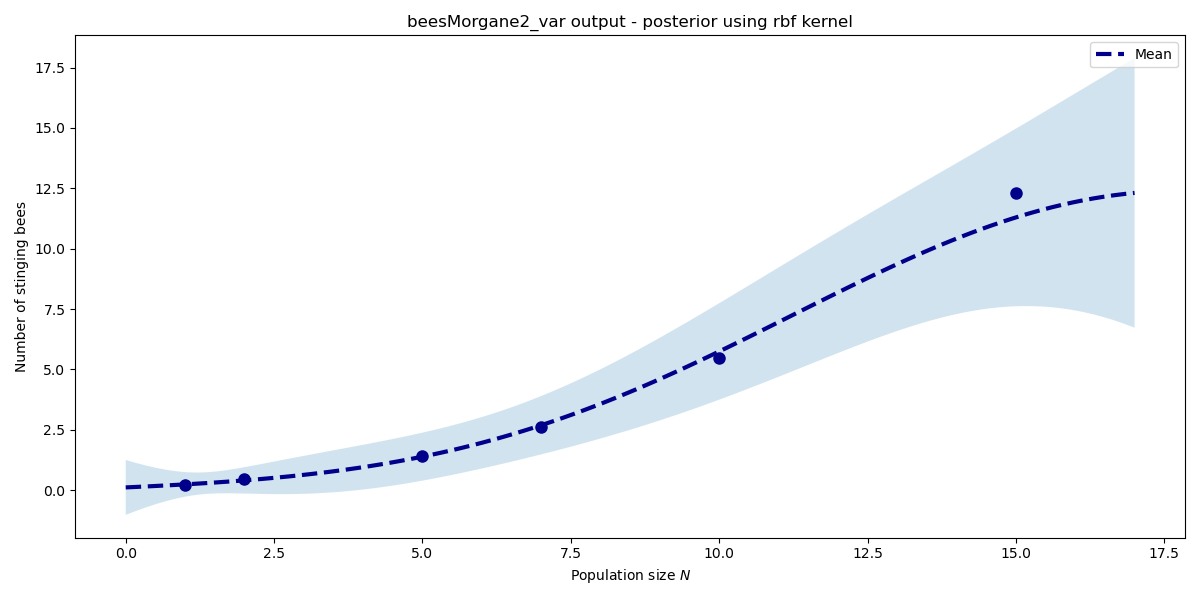 beesMorgane2_var output - posterior using rbf kernel
Mean
Number of stinging bees
17.5
15.0
12.5
10.0
7.5
5.0
2.5
0.0
0.0 2.5 5.0 7.5 10.0 12.5 15.0 17.5
Population size N